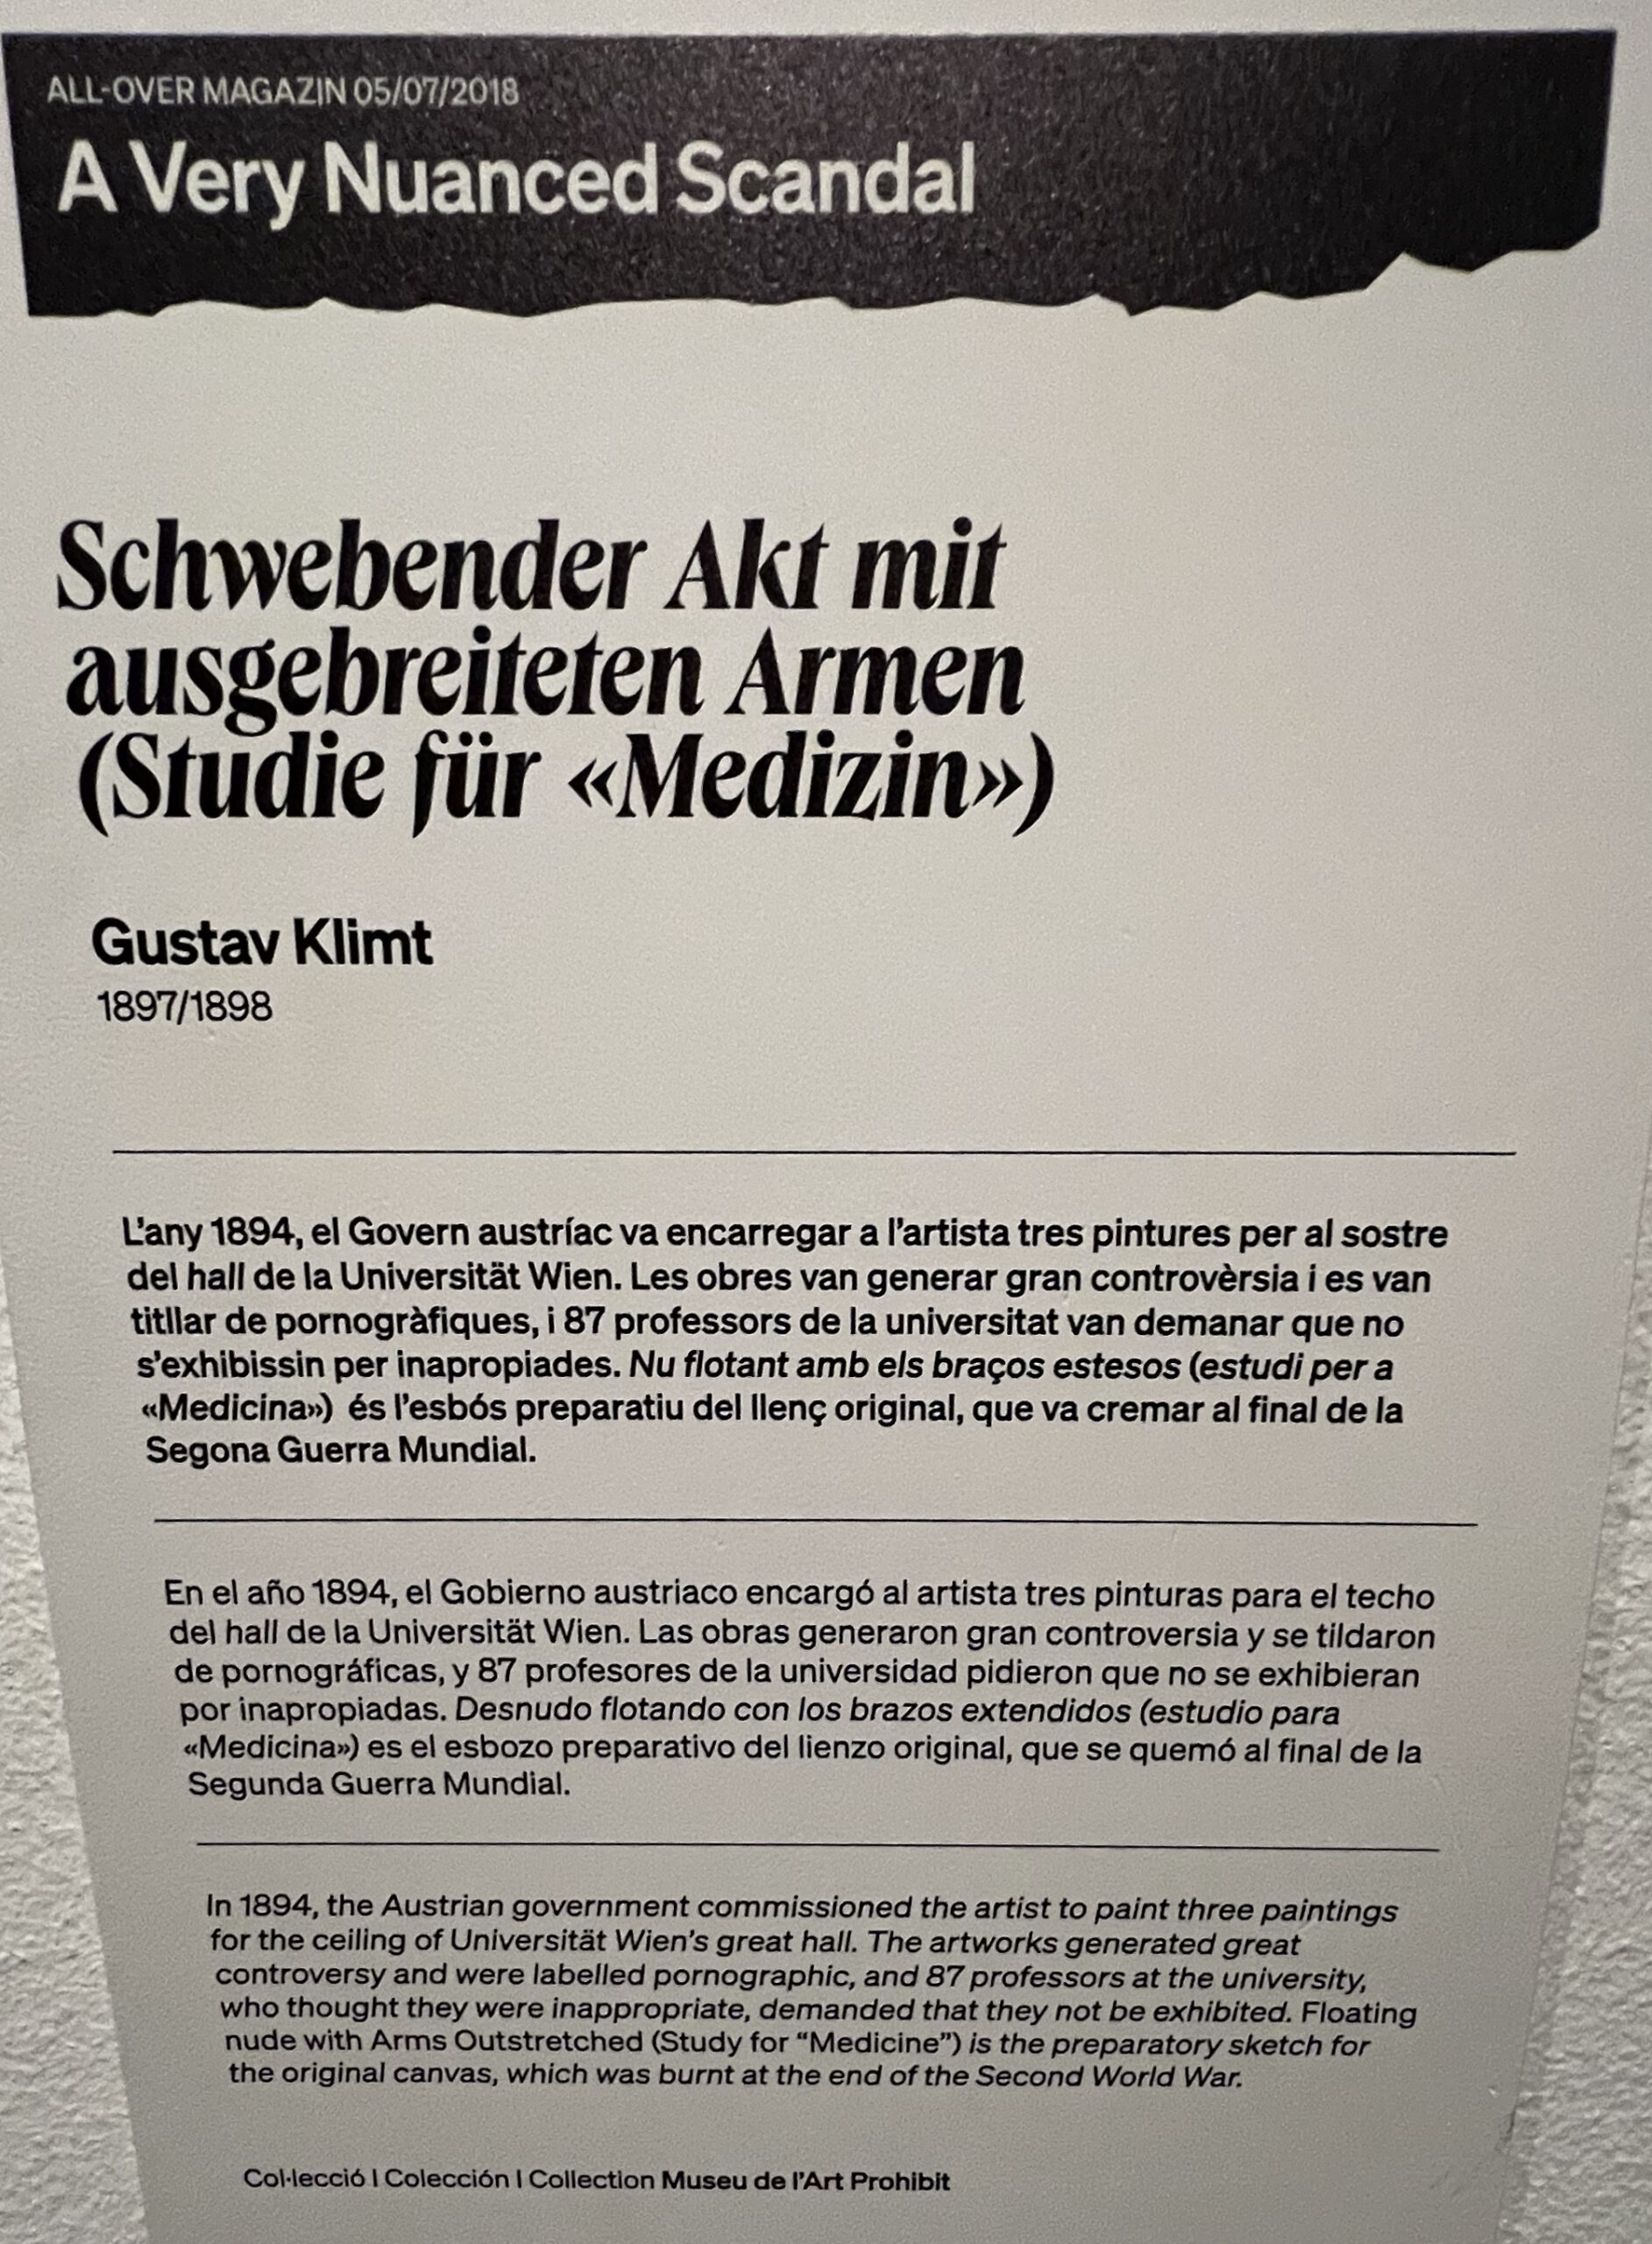 ALL-OVER MAGAZIN 05/07/2018
A Very Nuanced Scandal
Schwebender Akt mit
ausgebreiteten Armen
(Studie für «Medizin»)
Gustav Klimt
1897/1898
L'any 1894, el Govern austríac va encarregar a l'artista tres pintures per al sostre
del hall de la Universität Wien. Les obres van generar gran controvèrsia i es van
titllar de pornogràfiques, i 87 professors de la universitat van demanar que no
s'exhibissin per inapropiades. Nu flotant amb els braços estesos (estudi per a
«Medicina») és l'esbós preparatiu del llenç original, que va cremar al final de la
Segona Guerra Mundial.
En el año 1894, el Gobierno austriaco encargó al artista tres pinturas para el techo
del hall de la Universität Wien. Las obras generaron gran controversia y se tildaron
de pornográficas, y 87 profesores de la universidad pidieron que no se exhibieran
por inapropiadas. Desnudo flotando con los brazos extendidos (estudio para
«Medicina») es el esbozo preparativo del lienzo original, que se quemó al final de la
Segunda Guerra Mundial.
In 1894, the Austrian government commissioned the artist to paint three paintings
for the ceiling of Universität Wien's great hall. The artworks generated great
controversy and were labelled pornographic, and 87 professors at the university,
who thought they were inappropriate, demanded that they not be exhibited. Floating
nude with Arms Outstretched (Study for “Medicine”) is the preparatory sketch for
the original canvas, which was burnt at the end of the Second World War.
Col·lecció | Colección | Collection Museu de l'Art Prohibit